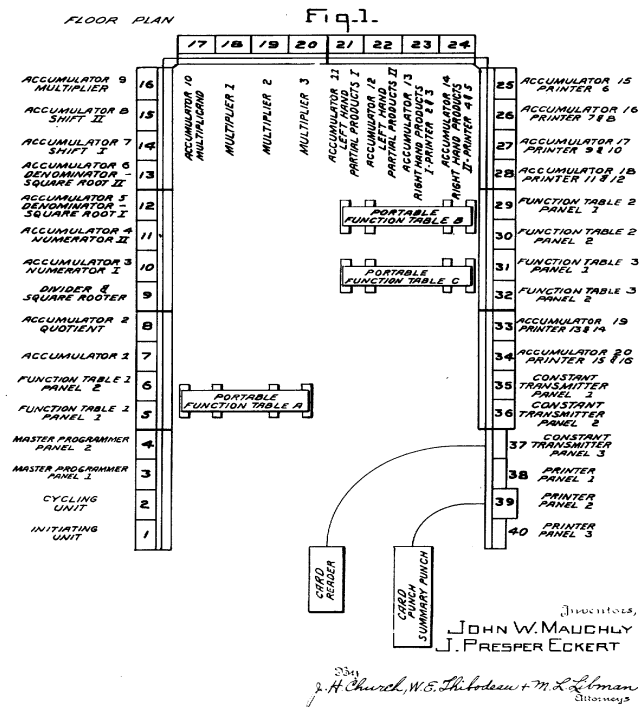 FLOOR PLAN
Fig. 1.
17 18 19 20 21 22 23 24
ACCUMULATOR 9
MULTIPLIER
16
ACCUMULATOR 8
SHIFT II
15
ACCUMULATOR 7
SHIFT I
14
ACCUMULATOR 6
DENOMINATOR -
SQUARE ROOT II
13
ACCUMULATOR 5
DENOMINATOR -
SQUARE ROOT I
12
ACCUMULATOR 4
NUMERATOR II
11
ACCUMULATOR 3
NUMERATOR I
10
DIVIDER &
SQUARE ROOTER
9
ACCUMULATOR 2
QUOTIENT
8
ACCUMULATOR 1
7
FUNCTION TABLE 1
PANEL 2
6
FUNCTION TABLE 1
PANEL 1
5
MASTER PROGRAMMER
PANEL 2
4
MASTER PROGRAMMER
PANEL 1
3
CYCLING
UNIT
2
INITIATING
UNIT
1
ACCUMULATOR 10
MULTIPLICAND
MULTIPLIER 1
MULTIPLIER 2
MULTIPLIER 3
ACCUMULATOR 11
LEFT HAND
PARTIAL PRODUCTS I
ACCUMULATOR 12
LEFT HAND
PARTIAL PRODUCTS II
ACCUMULATOR 13
RIGHT HAND PRODUCTS
I-PRINTER 2 & 3
ACCUMULATOR 14
RIGHT HAND PRODUCTS
II-PRINTER 4 & 5
PORTABLE
FUNCTION TABLE B
PORTABLE
FUNCTION TABLE C
PORTABLE
FUNCTION TABLE A
25
ACCUMULATOR 15
PRINTER 6
26
ACCUMULATOR 16
PRINTER 7 & 8
27
ACCUMULATOR 17
PRINTER 9 & 10
28
ACCUMULATOR 18
PRINTER 11 & 12
29
FUNCTION TABLE 2
PANEL 1
30
FUNCTION TABLE 2
PANEL 2
31
FUNCTION TABLE 3
PANEL 1
32
FUNCTION TABLE 3
PANEL 2
33
ACCUMULATOR 19
PRINTER 13 & 14
34
ACCUMULATOR 20
PRINTER 15 & 16
35
CONSTANT
TRANSMITTER
PANEL 1
36
CONSTANT
TRANSMITTER
PANEL 2
37
CONSTANT
TRANSMITTER
PANEL 3
38
PRINTER
PANEL 1
39
PRINTER
PANEL 2
40
PRINTER
PANEL 3
CARD
READER
CARD
PUNCH
SUMMARY PUNCH
Inventors,
JOHN W. MAUCHLY
J. PRESPER ECKERT
By
J. H. Church, W. E. Thibodeau + M. L. Libman
Attorneys